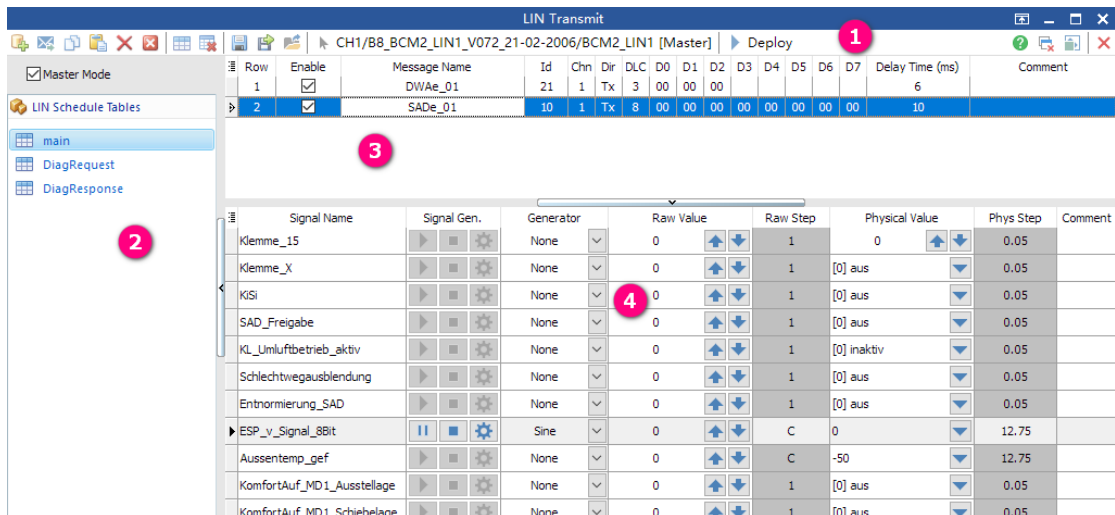 LIN Transmit
CH1/B8_BCM2_LIN1_V072_21-02-2006/BCM2_LIN1 [Master] Deploy 1
Master Mode
LIN Schedule Tables
main
DiagRequest
DiagResponse
2
Row Enable Message Name Id Chn Dir DLC D0 D1 D2 D3 D4 D5 D6 D7 Delay Time (ms) Comment
1 DWAe_01 21 1 Tx 3 00 00 00 6
2 SADe_01 10 1 Tx 8 00 00 00 00 00 00 00 00 10
3
Signal Name Signal Gen. Generator Raw Value Raw Step Physical Value Phys Step Comment
Klemme_15 None 0 1 0 0.05
Klemme_X None 0 1 [0] aus 0.05
KiSi None 0 1 [0] aus 0.05
4
SAD_Freigabe None 0 1 [0] aus 0.05
KL_Umluftbetrieb_aktiv None 0 1 [0] inaktiv 0.05
Schlechtwegausblendung None 0 1 [0] aus 0.05
Entnormierung_SAD None 0 1 [0] aus 0.05
ESP_v_Signal_8Bit Sine 0 C 0 12.75
Aussentemp_gef None 0 C -50 12.75
KomfortAuf_MD1_Ausstellage None 0 1 [0] aus 0.05
KomfortAuf_MD1_Schiebelage None 0 1 [0] aus 0.05